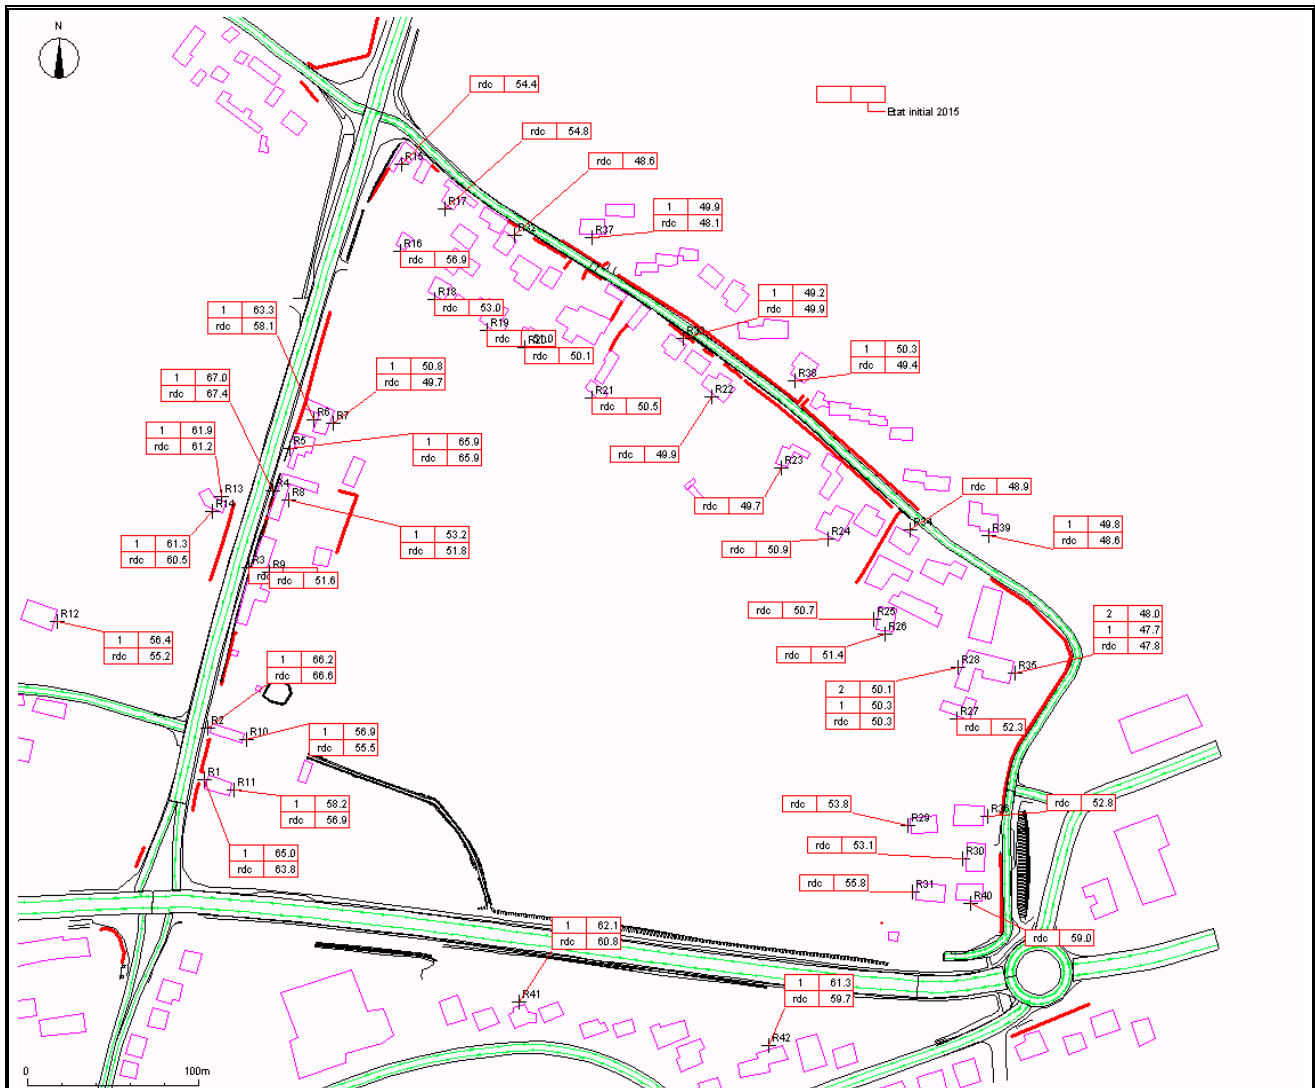 N
rdc 54.4
Etat initial 2015
rdc 54.8
R15
rdc 48.6
R17
1 49.9
rdc 48.1
R32
R37
R16
rdc 56.9
R18
rdc 53.0
1 49.2
rdc 49.9
1 63.3
rdc 58.1
R19
rdc
R20
rdc 50.1
R33
1 50.3
rdc 49.4
1 50.8
rdc 49.7
1 67.0
rdc 67.4
R38
R21
rdc 50.5
R22
R6
R7
1 61.9
rdc 61.2
R5
1 65.9
rdc 65.9
rdc 49.9
R23
R13
R4
R8
R14
rdc 49.7
rdc 48.9
R34
R39
1 49.8
rdc 48.6
1 61.3
rdc 60.5
1 53.2
rdc 51.8
R24
rdc 50.9
R3
R9
rdc 51.6
R12
1 56.4
rdc 55.2
rdc 50.7
R25
R26
rdc 51.4
2 48.0
1 47.7
rdc 47.8
1 66.2
rdc 66.6
R28
R35
2 50.1
1 50.3
rdc 50.3
R2
R10
1 56.9
rdc 55.5
R27
rdc 52.3
R1
R11
1 58.2
rdc 56.9
rdc 53.8
R29
R36
rdc 52.8
1 65.0
rdc 63.8
rdc 53.1
R30
rdc 55.8
R31
R40
1 62.1
rdc 60.8
rdc 59.0
1 61.3
rdc 59.7
R41
R42
0 100m